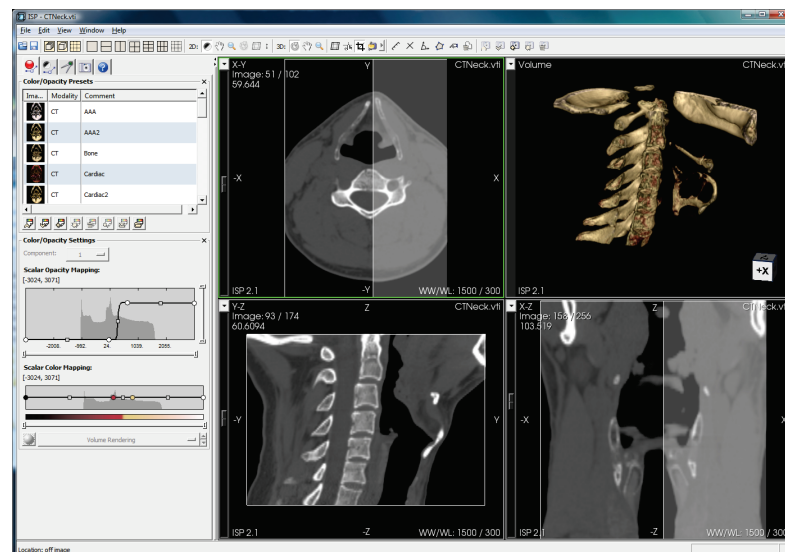 ISP - CTNeck.vti
File Edit View Window Help
2D:
3D:
Color/Opacity Presets
Ima... Modality Comment
CT AAA
CT AAA2
CT Bone
CT Cardiac
CT Cardiac2
Color/Opacity Settings
Component: 1
Scalar Opacity Mapping:
[-3024, 3071]
-2008. -992. 24. 1039. 2055.
Scalar Color Mapping:
[-3024, 3071]
Volume Rendering
Location: off image
X-Y Y CTNeck.vti
Image: 51 / 102
59.644
-X X
ISP 2.1 -Y WW/WL: 1500 / 300
Volume CTNeck.vti
+X
ISP 2.1
Y-Z Z CTNeck.vti
Image: 93 / 174
60.6094
-Y Y
ISP 2.1 -Z WW/WL: 1500 / 300
X-Z Z CTNeck.vti
103.519
-X X
ISP 2.1 -Z WW/WL: 1500 / 300